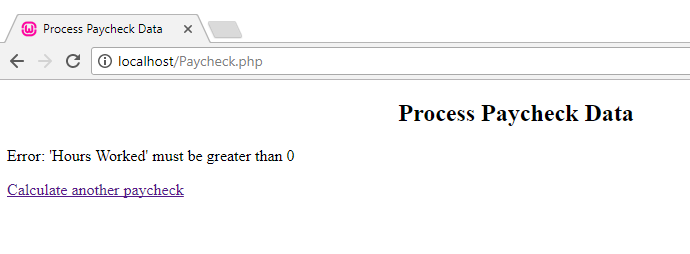 Process Paycheck Data
localhost/Paycheck.php
Process Paycheck Data
Error: 'Hours Worked' must be greater than 0
Calculate another paycheck